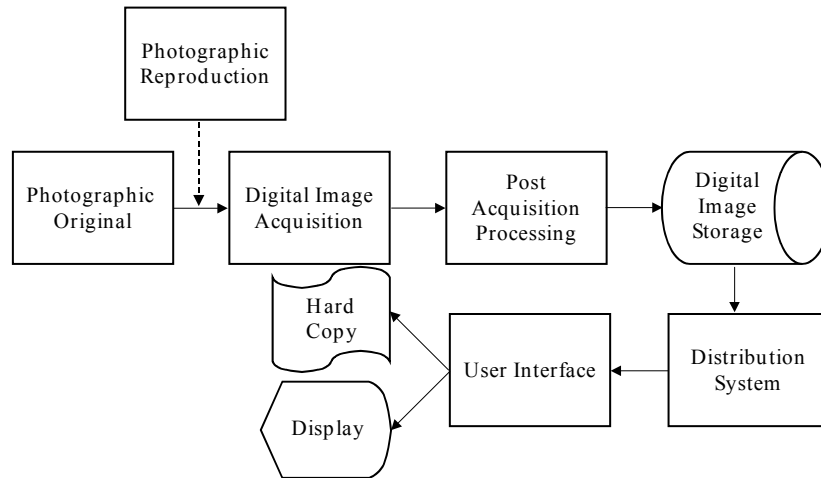 Photographic
Reproduction
Photographic
Original
Digital Image
Acquisition
Post
Acquisition
Processing
Digital
Image
Storage
Hard
Copy
User Interface
Distribution
System
Display